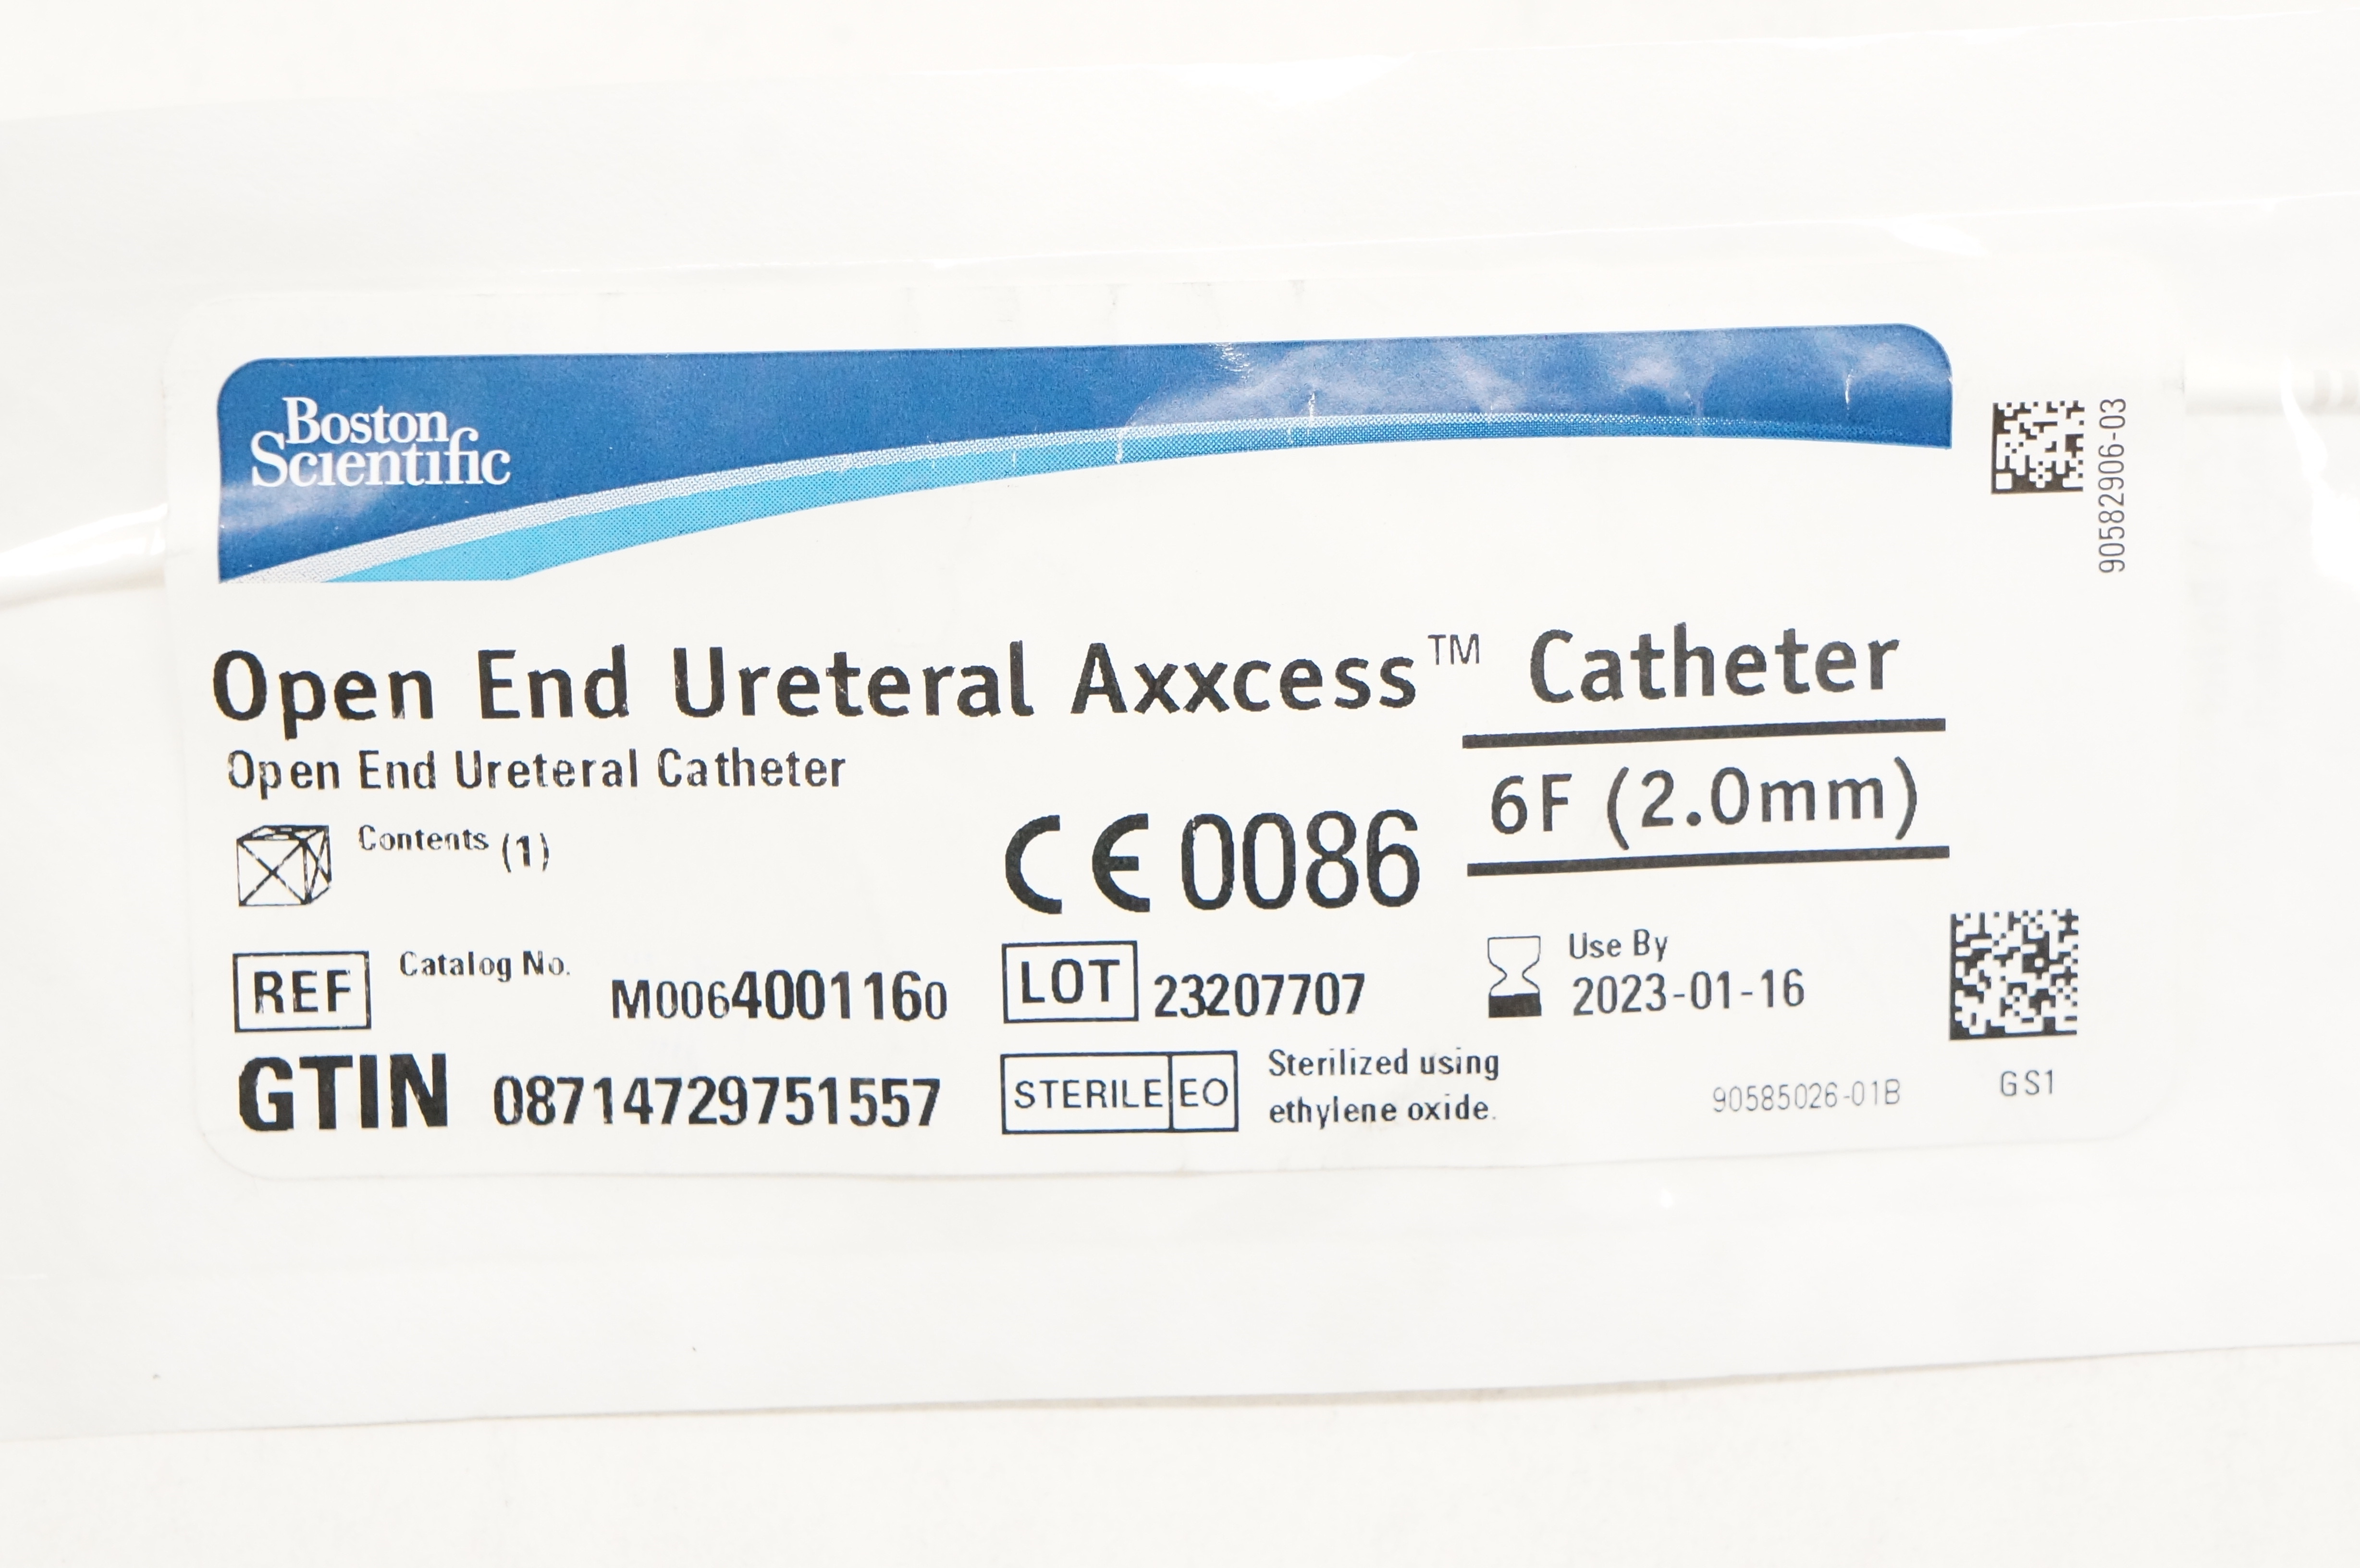 Boston
Scientific
90582906-03
Open End Ureteral Axxcess™ Catheter
Open End Ureteral Catheter
6F (2.0mm)
Contents (1)
CE 0086
REF Catalog No. M0064001160
LOT 23207707
Use By
2023-01-16
GTIN 08714729751557
STERILE EO
Sterilized using
ethylene oxide.
90585026-01B
GS1